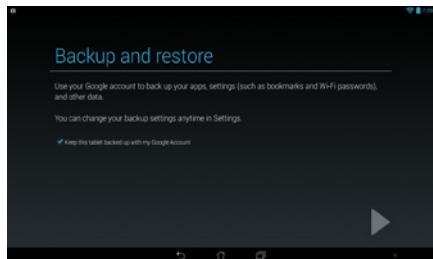 Backup and restore
Use your Google account to back up your apps, settings (such as bookmarks and Wi-Fi passwords),
and other data.
You can change your backup settings anytime in Settings.
Keep this tablet backed up with my Google Account